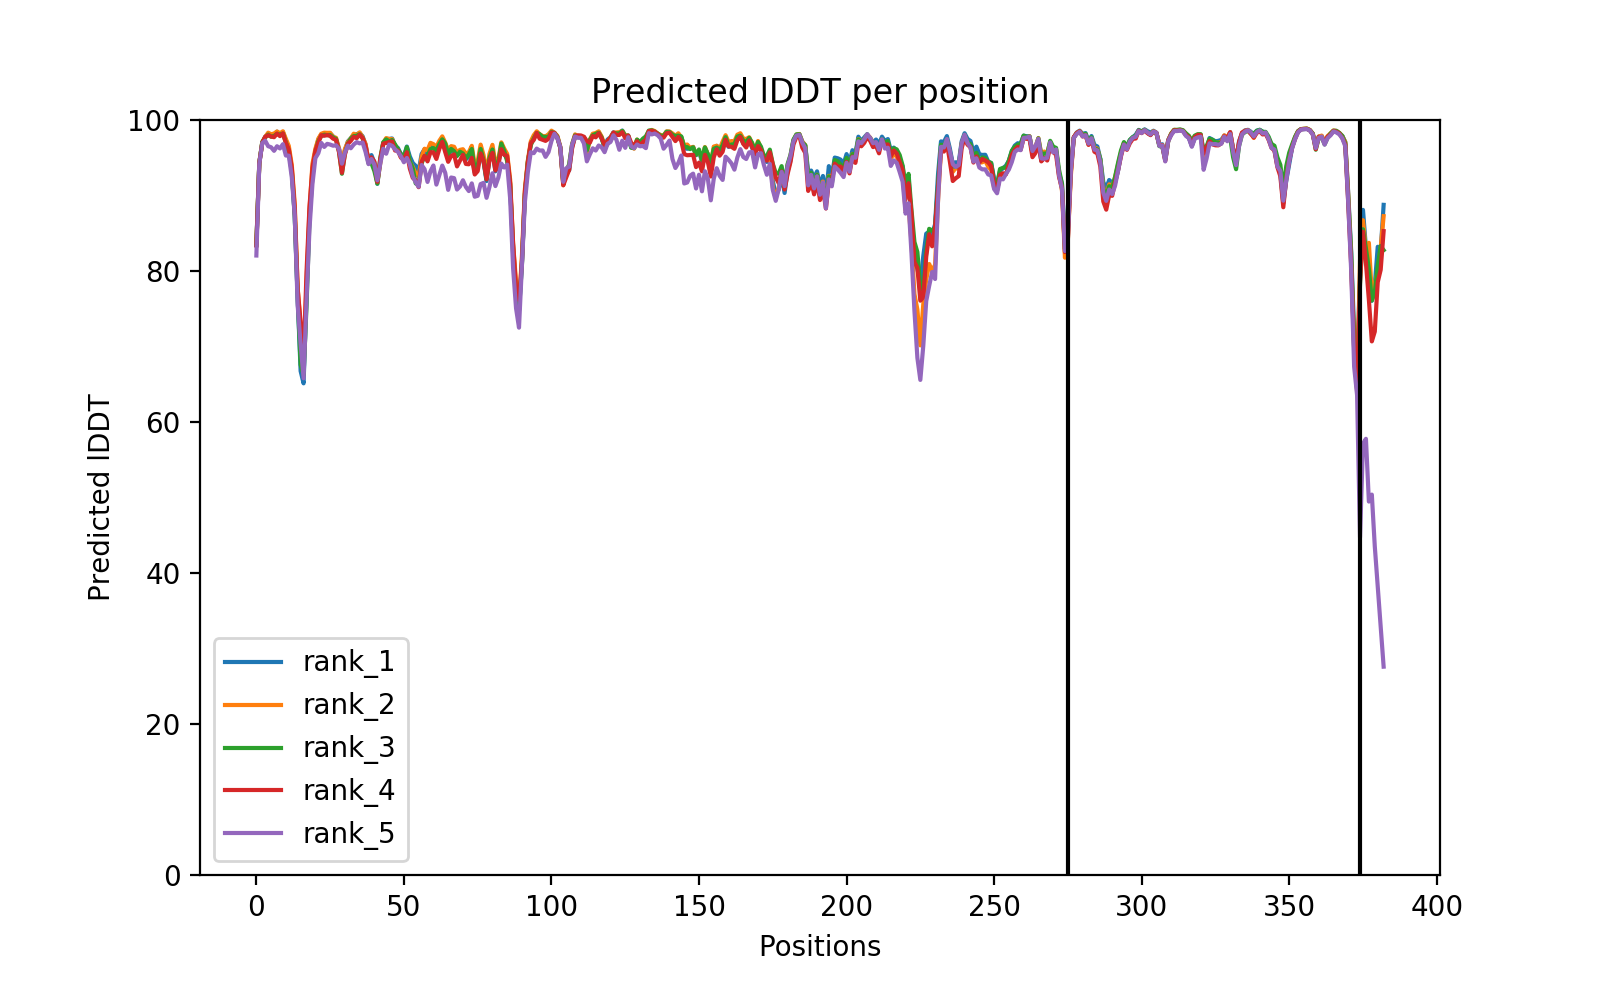 Predicted lDDT per position
100
80
60
40
20
0
Predicted lDDT
rank_1
rank_2
rank_3
rank_4
rank_5
0 50 100 150 200 250 300 350 400
Positions